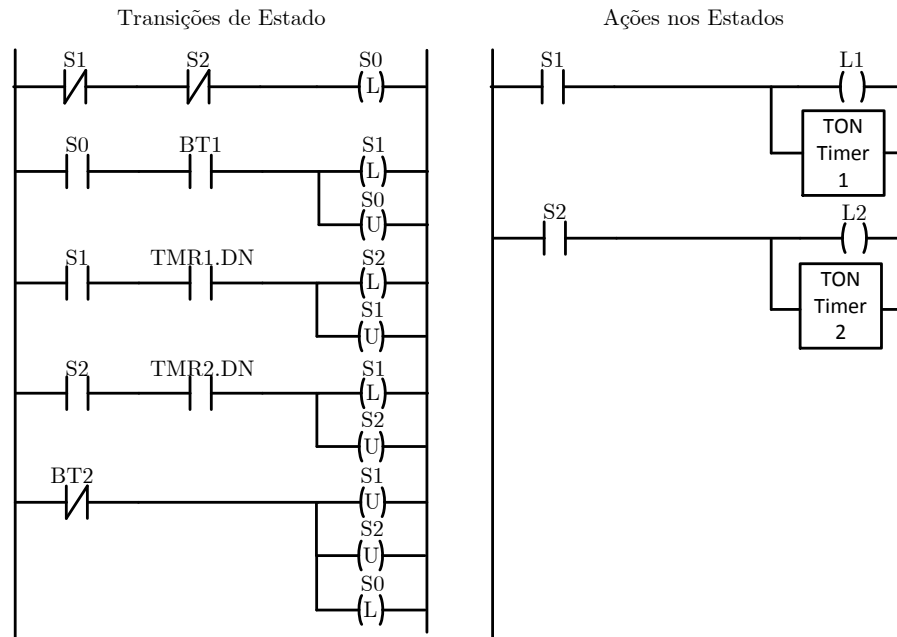 Transições de Estado
S1 S2 S0
L
S0 BT1 S1
L
S0
U
S1 TMR1.DN S2
L
S1
U
S2 TMR2.DN S1
L
S2
U
BT2 S1
U
S2
U
S0
L
Ações nos Estados
S1 L1
TON
Timer
1
S2 L2
TON
Timer
2